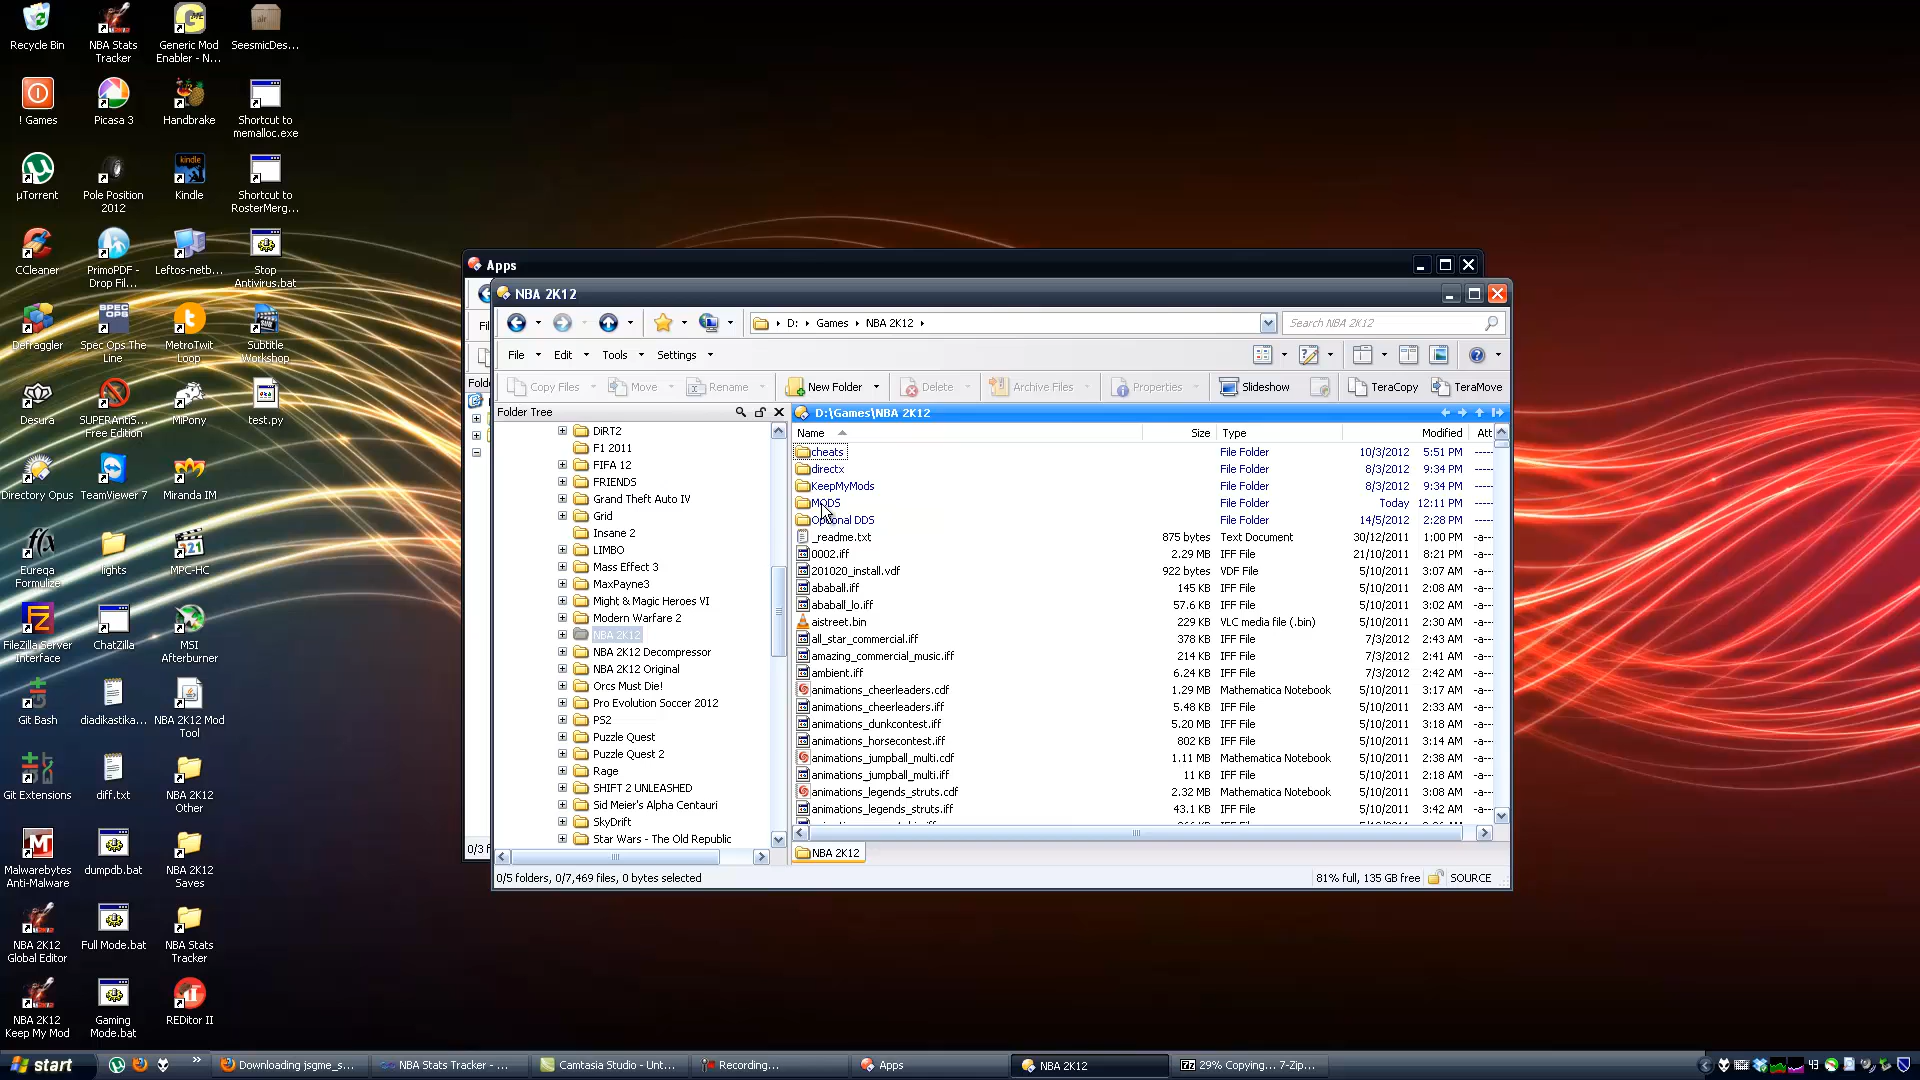 Recycle Bin
NBA Stats
Tracker
Generic Mod
Enabler - N...
SeesmicDes...
! Games
Picasa 3
Handbrake
Shortcut to
memalloc.exe
µTorrent
Pole Position
2012
Kindle
Shortcut to
RosterMerg...
CCleaner
PrimoPDF -
Drop Fil...
Leftos-netb...
Stop
Antivirus.bat
Defraggler
Spec Ops The
Line
MetroTwit
Loop
Subtitle
Workshop
Desura
SUPERAntiS...
Free Edition
MiPony
test.py
Directory Opus
TeamViewer 7
Miranda IM
Eureqa
Formulize
lights
MPC-HC
FileZilla Server
Interface
ChatZilla
MSI
Afterburner
Git Bash
diadikastika...
NBA 2K12 Mod
Tool
Git Extensions
diff.txt
NBA 2K12
Other
Malwarebytes
Anti-Malware
dumpdb.bat
NBA 2K12
Saves
NBA 2K12
Global Editor
Full Mode.bat
NBA Stats
Tracker
NBA 2K12
Keep My Mod
Gaming
Mode.bat
REDitor II
Apps
NBA 2K12
D: Games NBA 2K12
Search NBA 2K12
File Edit Tools Settings
Copy Files Move Rename New Folder Delete Archive Files Properties Slideshow TeraCopy TeraMove
Folder Tree
DiRT2
F1 2011
FIFA 12
FRIENDS
Grand Theft Auto IV
Grid
Insane 2
LIMBO
Mass Effect 3
MaxPayne3
Might & Magic Heroes VI
Modern Warfare 2
NBA 2K12
NBA 2K12 Decompressor
NBA 2K12 Original
Orcs Must Die!
Pro Evolution Soccer 2012
PS2
Puzzle Quest
Puzzle Quest 2
Rage
SHIFT 2 UNLEASHED
Sid Meier's Alpha Centauri
SkyDrift
Star Wars - The Old Republic
D:\Games\NBA 2K12
Name Size Type Modified Att
cheats File Folder 10/3/2012 5:51 PM -----
directx File Folder 8/3/2012 9:34 PM -----
KeepMyMods File Folder 8/3/2012 9:34 PM -----
MODS File Folder Today 12:11 PM -----
Optional DDS File Folder 14/5/2012 2:28 PM -----
_readme.txt 875 bytes Text Document 30/12/2011 1:00 PM -a---
0002.iff 2.29 MB IFF File 21/10/2011 8:21 PM -a---
201020_install.vdf 922 bytes VDF File 5/10/2011 3:07 AM -a---
ababall.iff 145 KB IFF File 5/10/2011 2:08 AM -a---
ababall_lo.iff 57.6 KB IFF File 5/10/2011 3:02 AM -a---
aistreet.bin 229 KB VLC media file (.bin) 5/10/2011 2:30 AM -a---
all_star_commercial.iff 378 KB IFF File 7/3/2012 2:43 AM -a---
amazing_commercial_music.iff 214 KB IFF File 7/3/2012 2:41 AM -a---
ambient.iff 6.24 KB IFF File 7/3/2012 2:42 AM -a---
animations_cheerleaders.cdf 1.29 MB Mathematica Notebook 5/10/2011 3:17 AM -a---
animations_cheerleaders.iff 5.48 KB IFF File 5/10/2011 2:33 AM -a---
animations_dunkcontest.iff 5.20 MB IFF File 5/10/2011 3:18 AM -a---
animations_horsecontest.iff 802 KB IFF File 5/10/2011 3:14 AM -a---
animations_jumpball_multi.cdf 1.11 MB Mathematica Notebook 5/10/2011 2:38 AM -a---
animations_jumpball_multi.iff 11 KB IFF File 5/10/2011 2:18 AM -a---
animations_legends_struts.cdf 2.32 MB Mathematica Notebook 5/10/2011 3:08 AM -a---
animations_legends_struts.iff 43.1 KB IFF File 5/10/2011 3:42 AM -a---
NBA 2K12
0/5 folders, 0/7,469 files, 0 bytes selected
81% full, 135 GB free SOURCE
start
Downloading jsgme_s...
NBA Stats Tracker - ...
Camtasia Studio - Unt...
Recording...
Apps
NBA 2K12
29% Copying... 7-Zip...
43